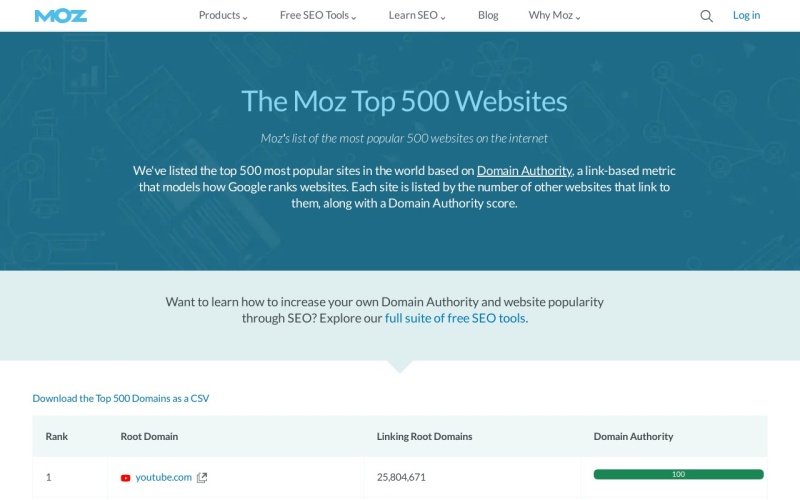 MOZ
Products
Free SEO Tools
Learn SEO
Blog
Why Moz
Log in
The Moz Top 500 Websites
Moz's list of the most popular 500 websites on the internet
We've listed the top 500 most popular sites in the world based on Domain Authority, a link-based metric
that models how Google ranks websites. Each site is listed by the number of other websites that link to
them, along with a Domain Authority score.
Want to learn how to increase your own Domain Authority and website popularity
through SEO? Explore our full suite of free SEO tools.
Download the Top 500 Domains as a CSV
Rank Root Domain Linking Root Domains Domain Authority
1 youtube.com 25,804,671 100